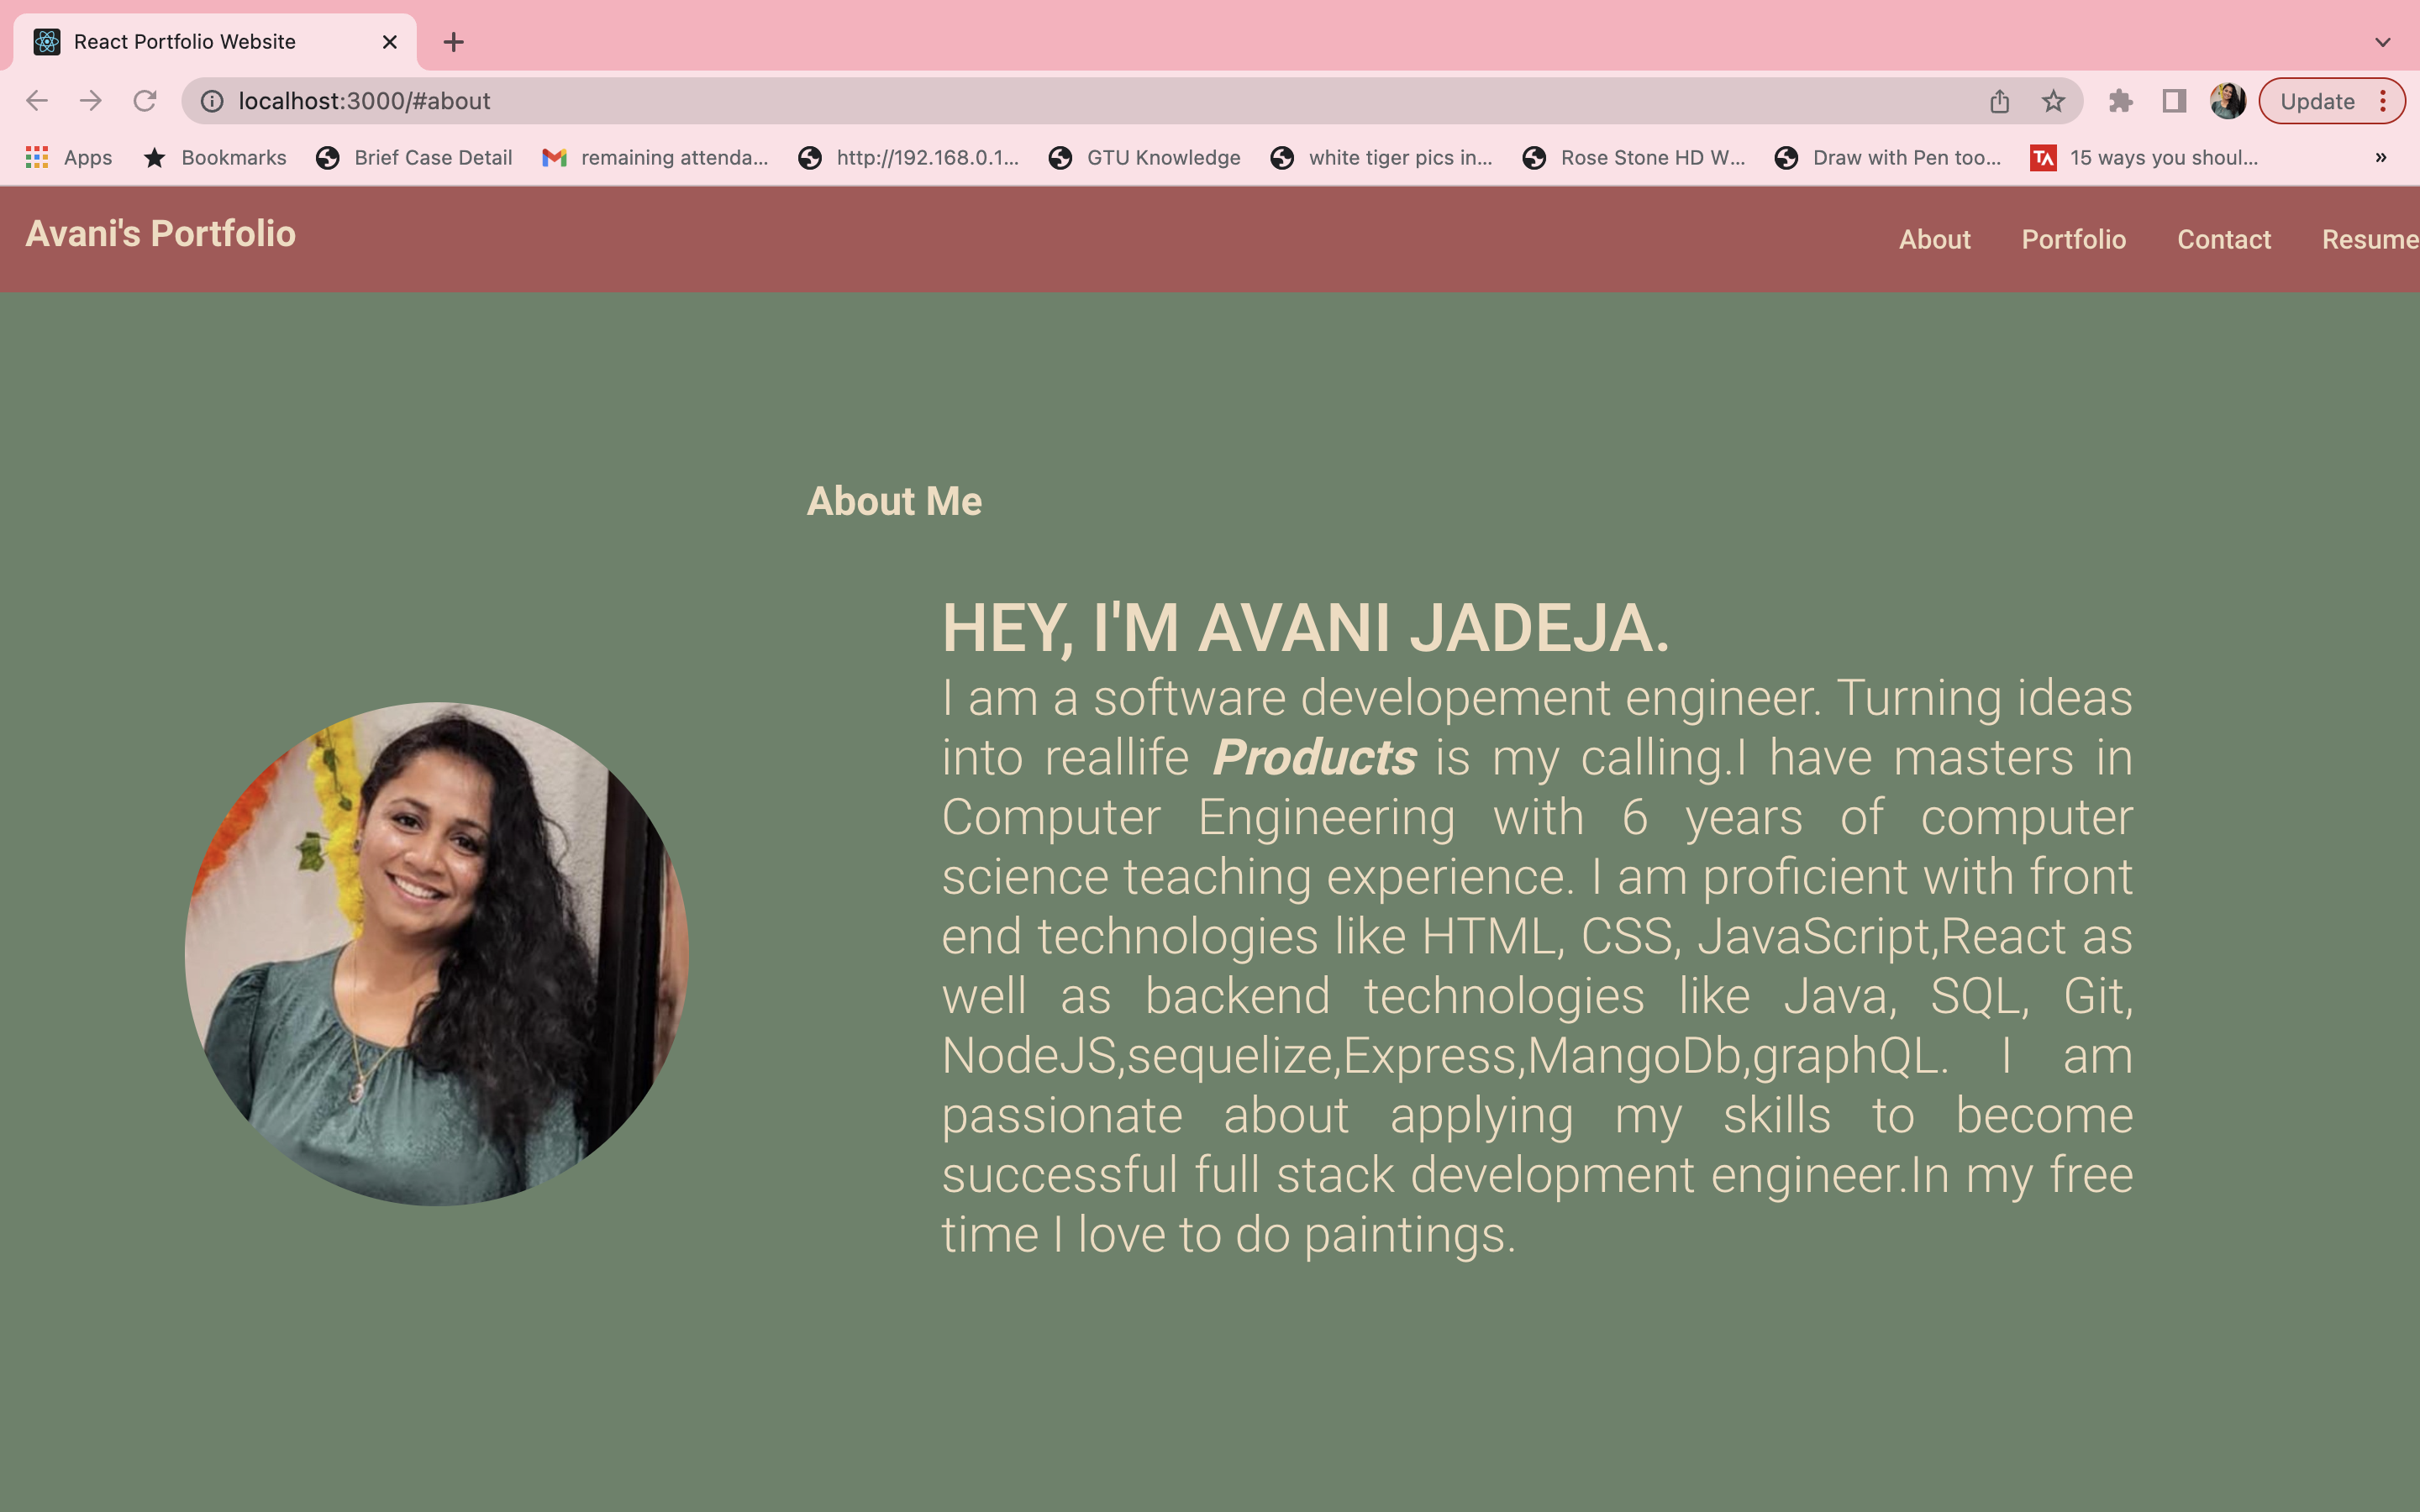 React Portfolio Website
localhost:3000/#about
Update
Apps
Bookmarks
Brief Case Detail
remaining attenda...
http://192.168.0.1...
GTU Knowledge
white tiger pics in...
Rose Stone HD W...
Draw with Pen too...
TA
15 ways you shoul...
»
Avani's Portfolio
About
Portfolio
Contact
Resume
About Me
HEY, I'M AVANI JADEJA.
I am a software developement engineer. Turning ideas
into reallife Products is my calling.I have masters in
Computer Engineering with 6 years of computer
science teaching experience. I am proficient with front
end technologies like HTML, CSS, JavaScript,React as
well as backend technologies like Java, SQL, Git,
NodeJS,sequelize,Express,MangoDb,graphQL. I am
passionate about applying my skills to become
successful full stack development engineer.In my free
time I love to do paintings.